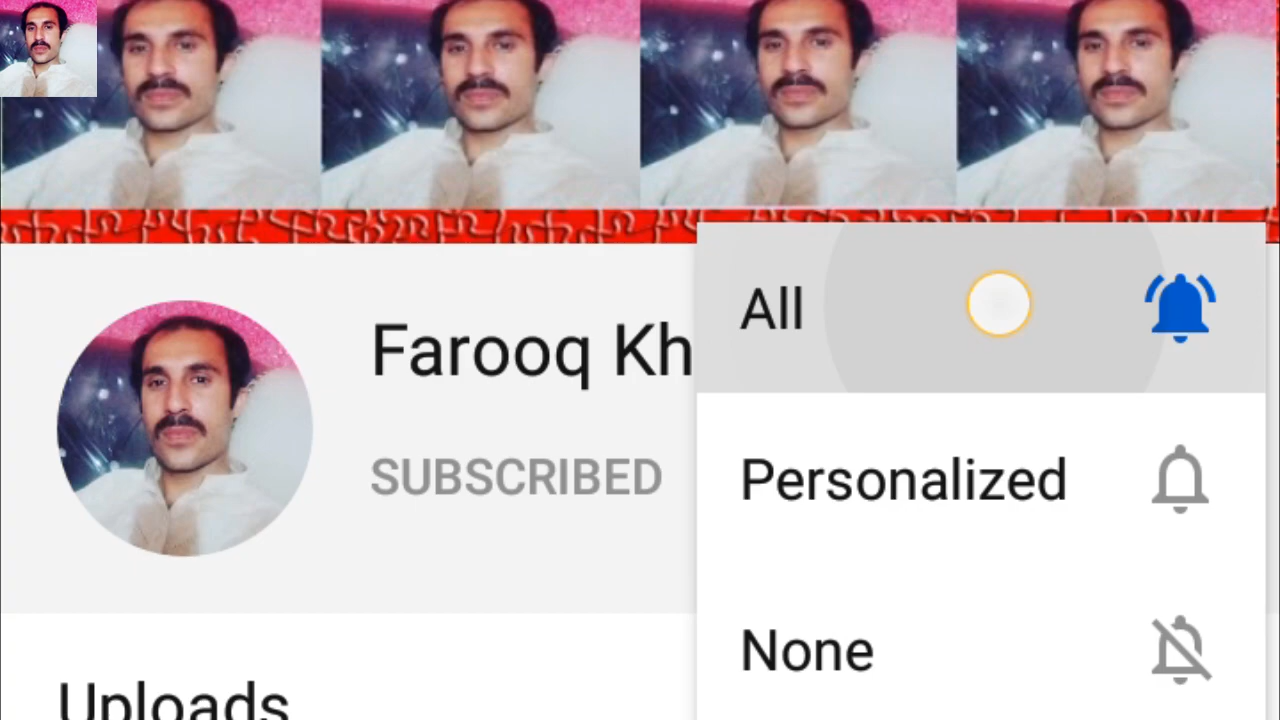 Farooq Kh
SUBSCRIBED
All
Personalized
None
Uploads